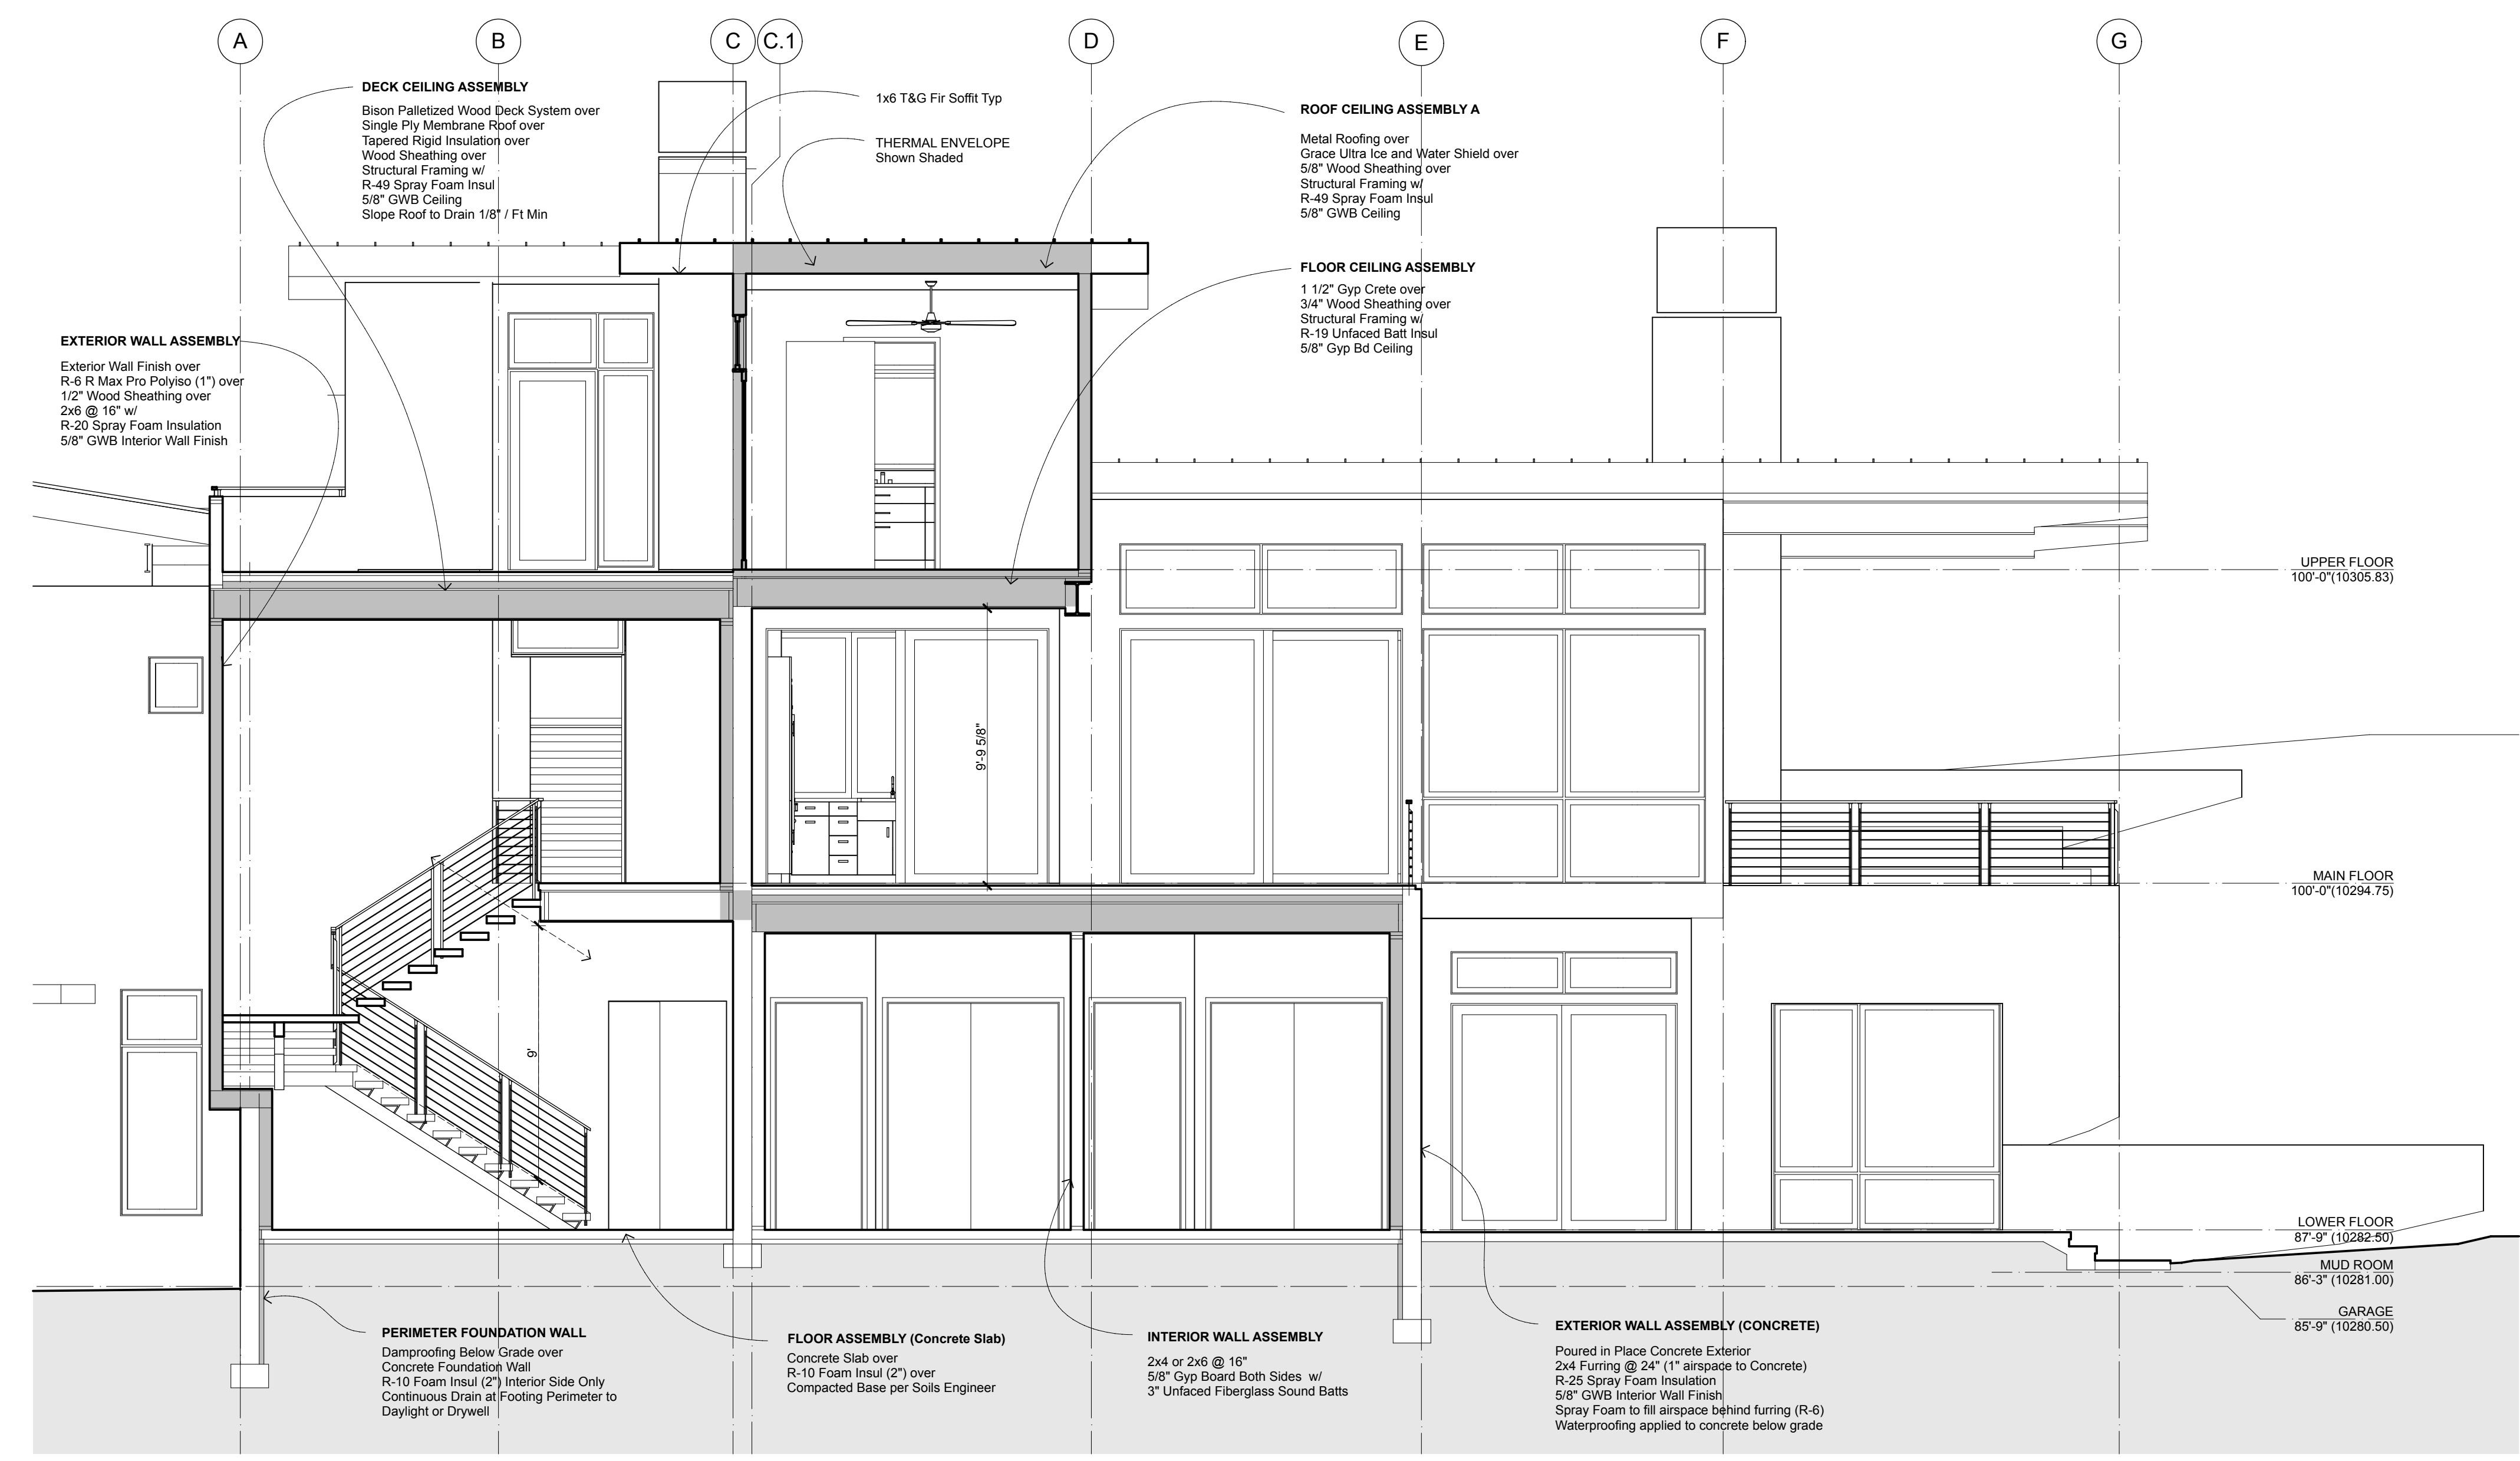 A
B
C
C.1
D
E
F
G
DECK CEILING ASSEMBLY
Bison Palletized Wood Deck System over
Single Ply Membrane Roof over
Tapered Rigid Insulation over
Wood Sheathing over
Structural Framing w/
R-49 Spray Foam Insul
5/8" GWB Ceiling
Slope Roof to Drain 1/8" / Ft Min
1x6 T&G Fir Soffit Typ
THERMAL ENVELOPE
Shown Shaded
ROOF CEILING ASSEMBLY A
Metal Roofing over
Grace Ultra Ice and Water Shield over
5/8" Wood Sheathing over
Structural Framing w/
R-49 Spray Foam Insul
5/8" GWB Ceiling
FLOOR CEILING ASSEMBLY
1 1/2" Gyp Crete over
3/4" Wood Sheathing over
Structural Framing w/
R-19 Unfaced Batt Insul
5/8" Gyp Bd Ceiling
EXTERIOR WALL ASSEMBLY
Exterior Wall Finish over
R-6 R Max Pro Polyiso (1") over
1/2" Wood Sheathing over
2x6 @ 16" w/
R-20 Spray Foam Insulation
5/8" GWB Interior Wall Finish
UPPER FLOOR
100'-0"(10305.83)
9'-9 5/8"
MAIN FLOOR
100'-0"(10294.75)
9'
LOWER FLOOR
87'-9" (10282.50)
MUD ROOM
86'-3" (10281.00)
GARAGE
85'-9" (10280.50)
PERIMETER FOUNDATION WALL
Damproofing Below Grade over
Concrete Foundation Wall
R-10 Foam Insul (2") Interior Side Only
Continuous Drain at Footing Perimeter to
Daylight or Drywell
FLOOR ASSEMBLY (Concrete Slab)
Concrete Slab over
R-10 Foam Insul (2") over
Compacted Base per Soils Engineer
INTERIOR WALL ASSEMBLY
2x4 or 2x6 @ 16"
5/8" Gyp Board Both Sides w/
3" Unfaced Fiberglass Sound Batts
EXTERIOR WALL ASSEMBLY (CONCRETE)
Poured in Place Concrete Exterior
2x4 Furring @ 24" (1" airspace to Concrete)
R-25 Spray Foam Insulation
5/8" GWB Interior Wall Finish
Spray Foam to fill airspace behind furring (R-6)
Waterproofing applied to concrete below grade